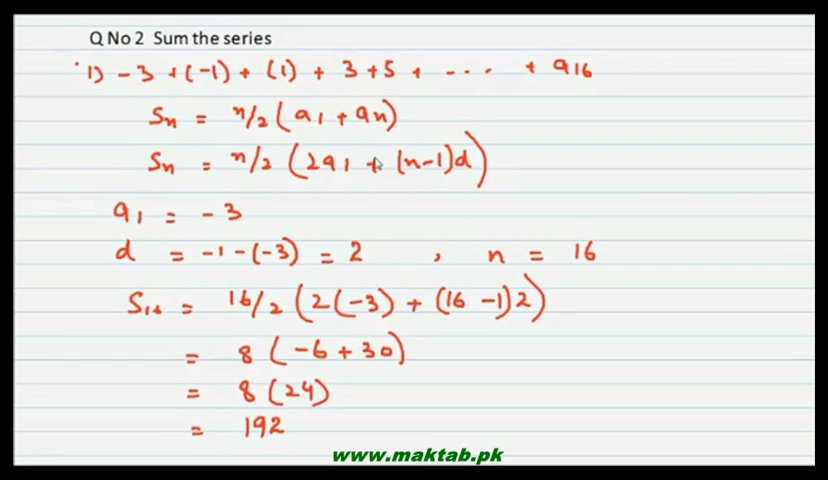 Q No 2 Sum the series
1) -3 + (-1) + (1) + 3 + 5 + .... + a16
Sn = n/2 (a1 + an)
Sn = n/2 (2a1 + (n-1)d)
a1 = -3
d = -1 - (-3) = 2 , n = 16
S16 = 16/2 (2(-3) + (16 -1)2)
= 8 (-6 + 30)
= 8 (24)
= 192
www.maktab.pk